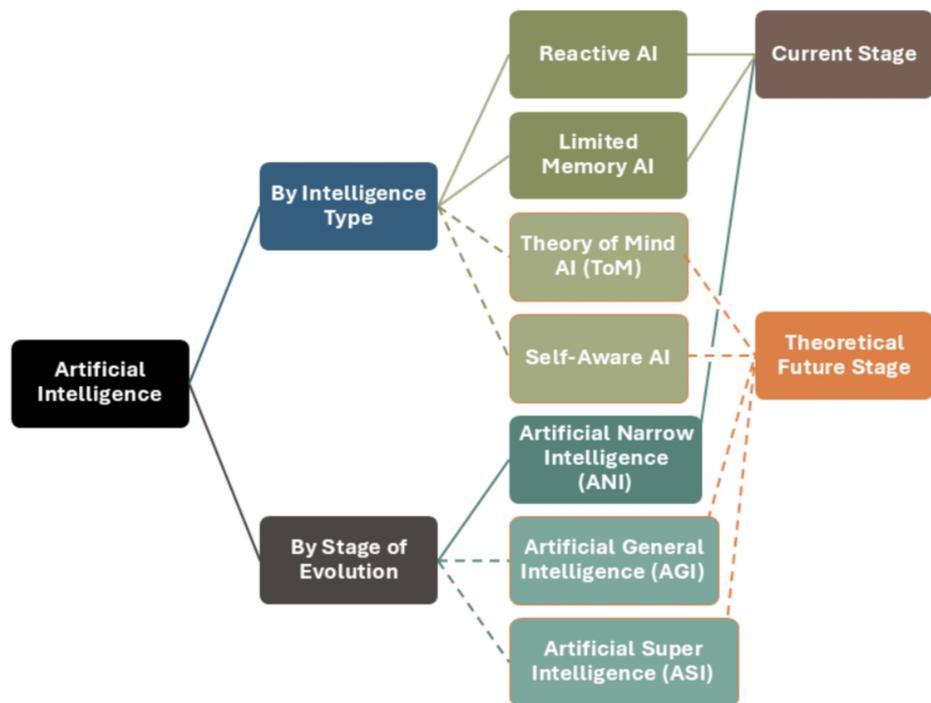 Reactive AI
Current Stage
Limited
Memory AI
By Intelligence
Type
Theory of Mind
AI (ToM)
Self-Aware AI
Theoretical
Future Stage
Artificial
Intelligence
Artificial Narrow
Intelligence
(ANI)
By Stage of
Evolution
Artificial General
Intelligence (AGI)
Artificial Super
Intelligence (ASI)